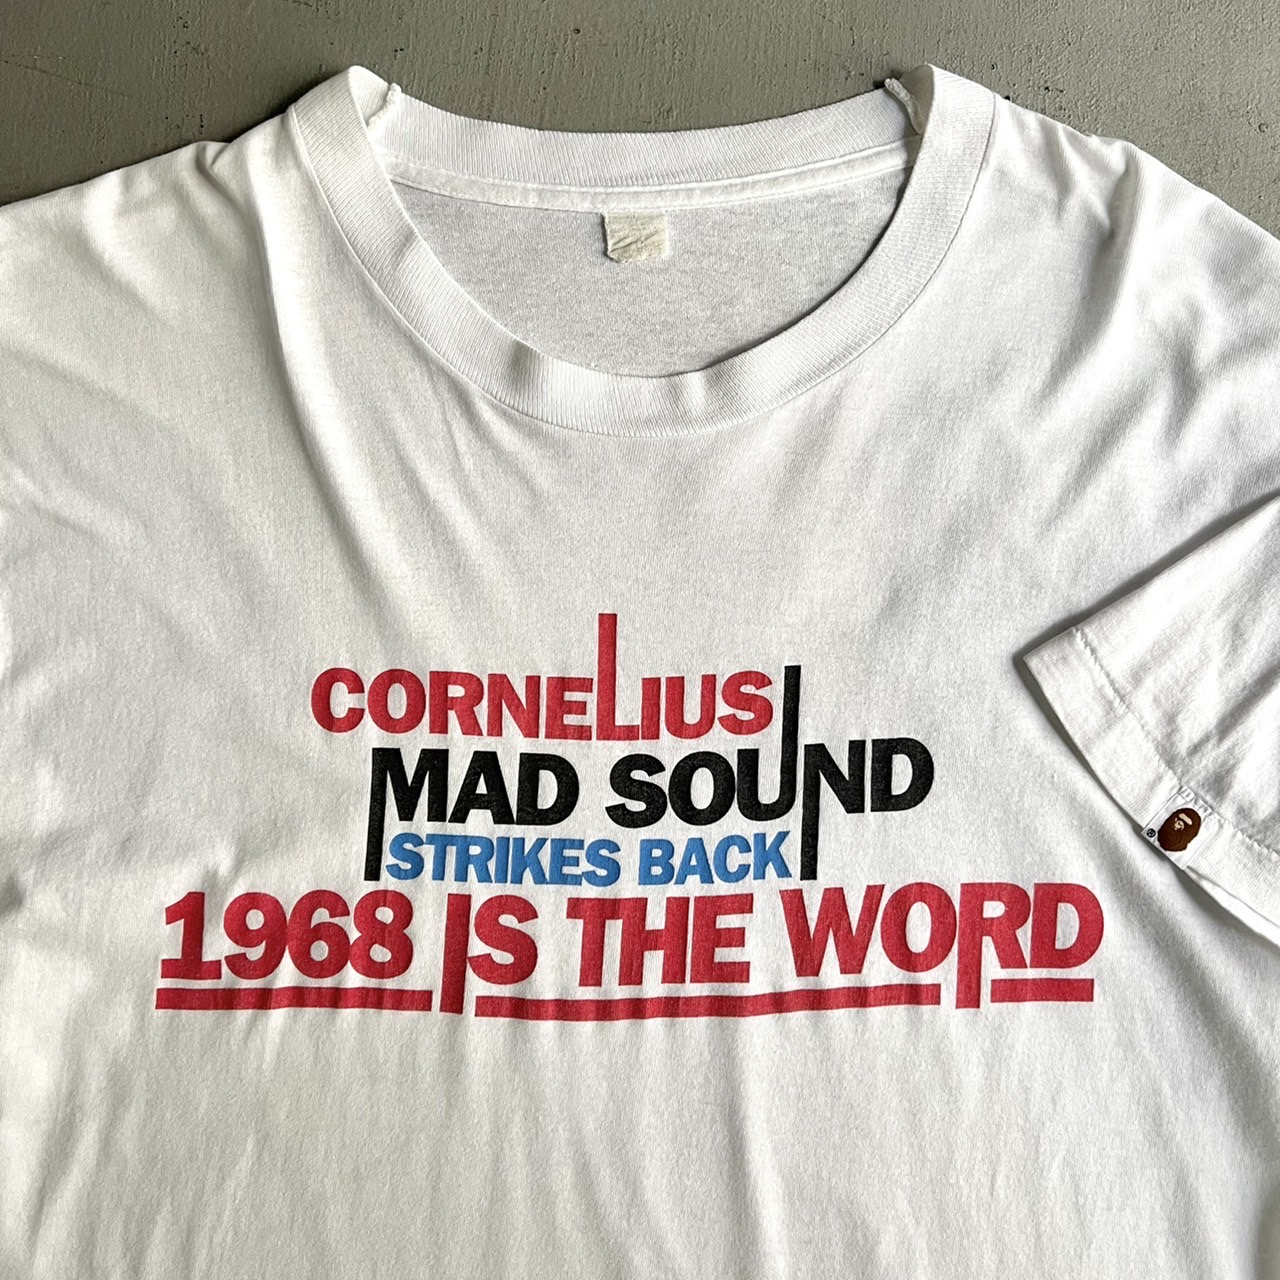 CORNELIUS
MAD SOUND
STRIKES BACK
1968 IS THE WORD
®